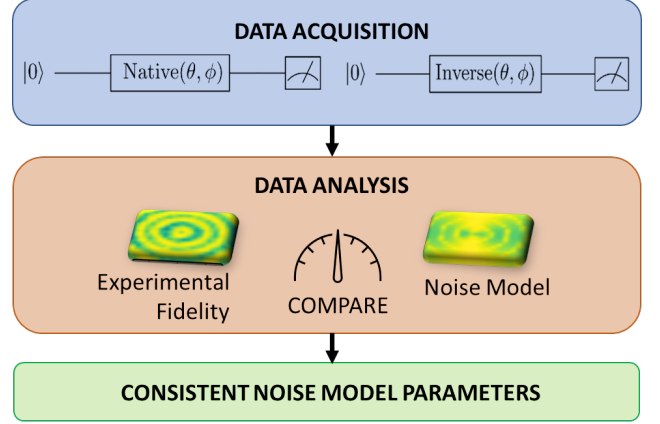 DATA ACQUISITION
|0⟩ Native(θ, ϕ) |0⟩ Inverse(θ, ϕ)
DATA ANALYSIS
Experimental
Fidelity
COMPARE
Noise Model
CONSISTENT NOISE MODEL PARAMETERS